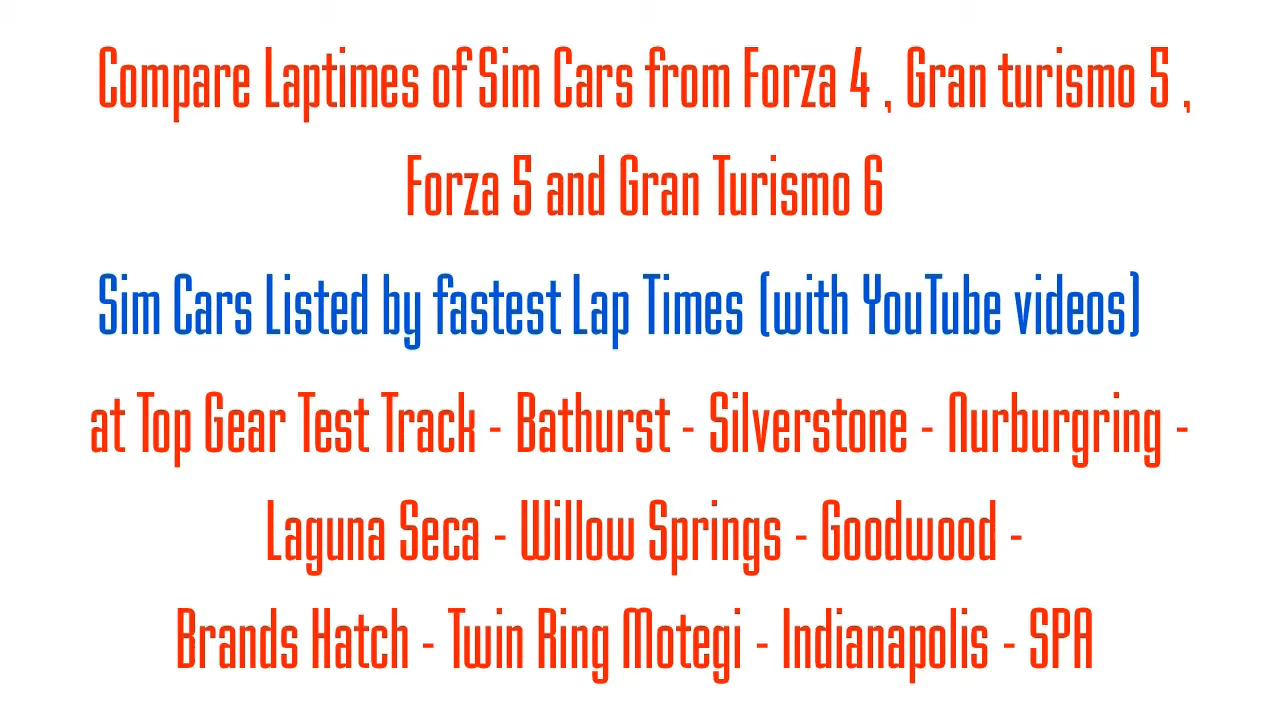 Compare Laptimes of Sim Cars from Forza 4 , Gran turismo 5 ,
Forza 5 and Gran Turismo 6
Sim Cars Listed by fastest Lap Times (with YouTube videos)
at Top Gear Test Track - Bathurst - Silverstone - Nurburgring -
Laguna Seca - Willow Springs - Goodwood -
Brands Hatch - Twin Ring Motegi - Indianapolis - SPA